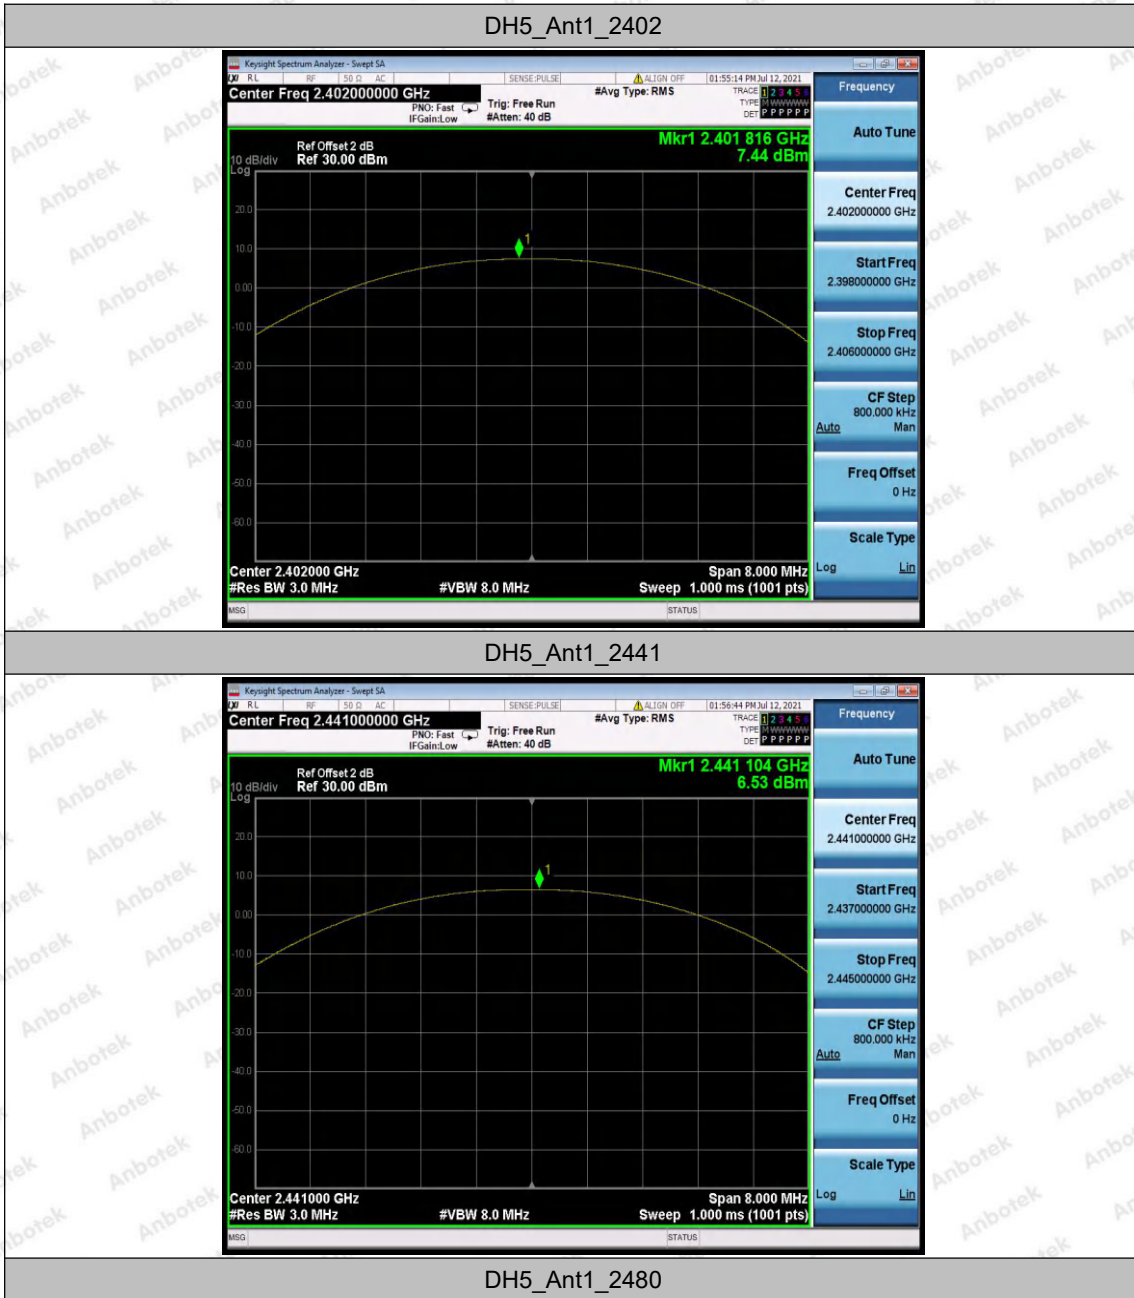 DH5_Ant1_2402
Keysight Spectrum Analyzer - Swept SA
LXI RL RF 50 Ω AC SENSE:PULSE ALIGN OFF 01:55:14 PM Jul 12, 2021
Center Freq 2.402000000 GHz #Avg Type: RMS TRACE 1 2 3 4 5 6
PNO: Fast Trig: Free Run TYPE M WWWWW
IFGain:Low #Atten: 40 dB DET P P P P P P
Frequency
Auto Tune
Mkr1 2.401 816 GHz
7.44 dBm
Ref Offset 2 dB
10 dB/div Ref 30.00 dBm
Log
20.0
10.0
0.00
-10.0
-20.0
-30.0
-40.0
-50.0
-60.0
1
Center Freq
2.402000000 GHz
Start Freq
2.398000000 GHz
Stop Freq
2.406000000 GHz
CF Step
800.000 kHz
Auto Man
Freq Offset
0 Hz
Scale Type
Log Lin
Center 2.402000 GHz Span 8.000 MHz
#Res BW 3.0 MHz #VBW 8.0 MHz Sweep 1.000 ms (1001 pts)
MSG STATUS
DH5_Ant1_2441
Keysight Spectrum Analyzer - Swept SA
LXI RL RF 50 Ω AC SENSE:PULSE ALIGN OFF 01:56:44 PM Jul 12, 2021
Center Freq 2.441000000 GHz #Avg Type: RMS TRACE 1 2 3 4 5 6
PNO: Fast Trig: Free Run TYPE M WWWWW
IFGain:Low #Atten: 40 dB DET P P P P P P
Frequency
Auto Tune
Mkr1 2.441 104 GHz
6.53 dBm
Ref Offset 2 dB
10 dB/div Ref 30.00 dBm
Log
20.0
10.0
0.00
-10.0
-20.0
-30.0
-40.0
-50.0
-60.0
1
Center Freq
2.441000000 GHz
Start Freq
2.437000000 GHz
Stop Freq
2.445000000 GHz
CF Step
800.000 kHz
Auto Man
Freq Offset
0 Hz
Scale Type
Log Lin
Center 2.441000 GHz Span 8.000 MHz
#Res BW 3.0 MHz #VBW 8.0 MHz Sweep 1.000 ms (1001 pts)
MSG STATUS
DH5_Ant1_2480